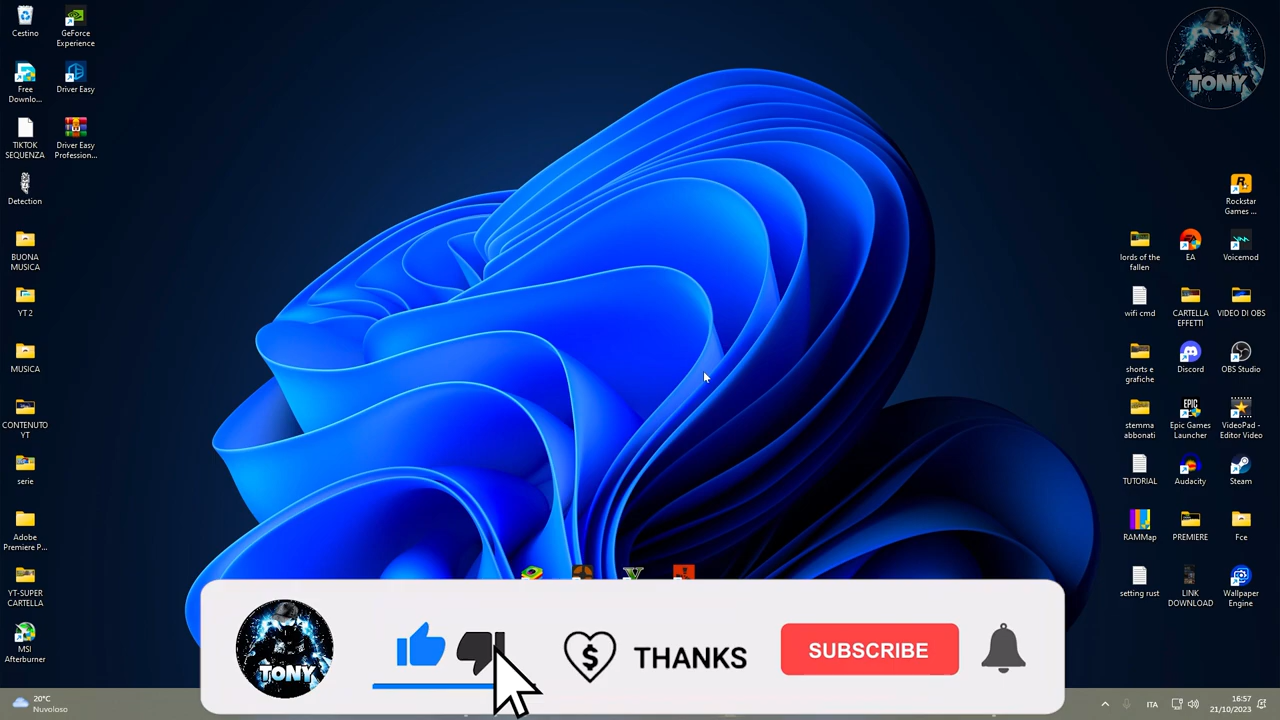 Cestino
GeForce
Experience
Free
Downlo...
Driver Easy
TIKTOK
SEQUENZA
Driver Easy
Profession...
Detection
BUONA
MUSICA
YT 2
MUSICA
CONTENUTO
YT
serie
Adobe
Premiere P...
YT-SUPER
CARTELLA
MSI
Afterburner
TONY
Rockstar
Games ...
lords of the
fallen
EA
Voicemod
wifi cmd
CARTELLA
EFFETTI
VIDEO DI OBS
shorts e
grafiche
Discord
OBS Studio
stemma
abbonati
EPIC
GAMES
Epic Games
Launcher
VideoPad -
Editor Video
TUTORIAL
Audacity
Steam
RAMMap
PREMIERE
Fce
setting rust
LINK
DOWNLOAD
Wallpaper
Engine
TONY
THANKS
SUBSCRIBE
20°C
Nuvoloso
ITA
16:57
21/10/2023